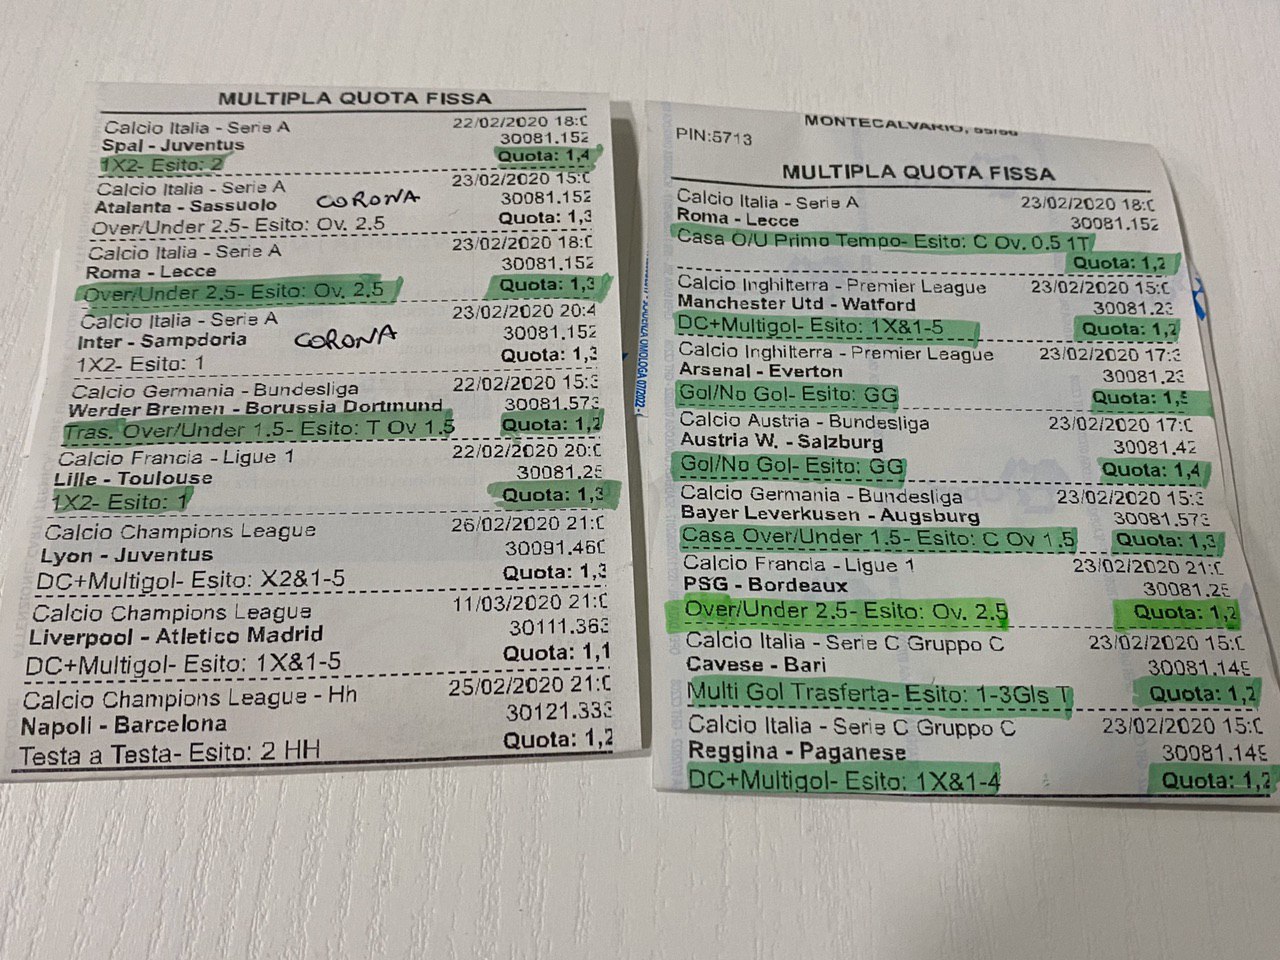 MULTIPLA QUOTA FISSA
Calcio Italia - Serie A 22/02/2020 18:0
Spal - Juventus 30081.152
1X2- Esito: 2 Quota: 1,4
Calcio Italia - Serie A 23/02/2020 15:0
Atalanta - Sassuolo CORONA 30081.152
Over/Under 2.5- Esito: Ov. 2.5 Quota: 1,3
Calcio Italia - Serie A 23/02/2020 18:0
Roma - Lecce 30081.152
Over/Under 2.5- Esito: Ov. 2.5 Quota: 1,3
Calcio Italia - Serie A 23/02/2020 20:4
Inter - Sampdoria CORONA 30081.152
1X2- Esito: 1 Quota: 1,3
Calcio Germania - Bundesliga 22/02/2020 15:3
Werder Bremen - Borussia Dortmund 30081.573
Tras. Over/Under 1.5- Esito: T Ov 1.5 Quota: 1,2
Calcio Francia - Ligue 1 22/02/2020 20:0
Lille - Toulouse 30081.25
1X2- Esito: 1 Quota: 1,3
Calcio Champions League 26/02/2020 21:0
Lyon - Juventus 30091.460
DC+Multigol- Esito: X2&1-5 Quota: 1,3
Calcio Champions League 11/03/2020 21:0
Liverpool - Atletico Madrid 30111.363
DC+Multigol- Esito: 1X&1-5 Quota: 1,1
Calcio Champions League - Hh 25/02/2020 21:0
Napoli - Barcelona 30121.333
Testa a Testa- Esito: 2 HH Quota: 1,2
MONTECALVARIO,
PIN:5713
MULTIPLA QUOTA FISSA
Calcio Italia - Serie A 23/02/2020 18:0
Roma - Lecce 30081.152
Casa O/U Primo Tempo- Esito: C Ov. 0.5 1T
Quota: 1,2
Calcio Inghilterra - Premier League 23/02/2020 15:0
Manchester Utd - Watford 30081.23
DC+Multigol- Esito: 1X&1-5 Quota: 1,2
Calcio Inghilterra - Premier League 23/02/2020 17:3
Arsenal - Everton 30081.23
Gol/No Gol- Esito: GG Quota: 1,5
Calcio Austria - Bundesliga 23/02/2020 17:0
Austria W. - Salzburg 30081.42
Gol/No Gol- Esito: GG Quota: 1,4
Calcio Germania - Bundesliga 23/02/2020 15:3
Bayer Leverkusen - Augsburg 30081.573
Casa Over/Under 1.5- Esito: C Ov 1.5 Quota: 1,3
Calcio Francia - Ligue 1 23/02/2020 21:0
PSG - Bordeaux 30081.25
Over/Under 2.5- Esito: Ov. 2.5 Quota: 1,2
Calcio Italia - Serie C Gruppo C 23/02/2020 15:0
Cavese - Bari 30081.149
Multi Gol Trasferta- Esito: 1-3Gls T Quota: 1,2
Calcio Italia - Serie C Gruppo C 23/02/2020 15:0
Reggina - Paganese 30081.149
DC+Multigol- Esito: 1X&1-4 Quota: 1,2